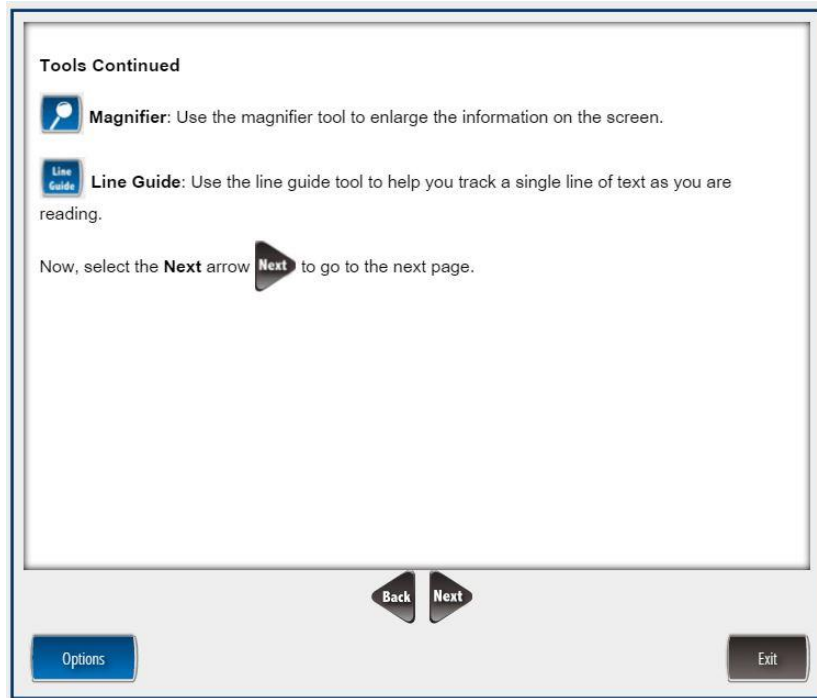 Tools Continued
Magnifier: Use the magnifier tool to enlarge the information on the screen.
Line Guide
Line Guide: Use the line guide tool to help you track a single line of text as you are
reading.
Now, select the Next arrow Next to go to the next page.
Back Next
Options Exit